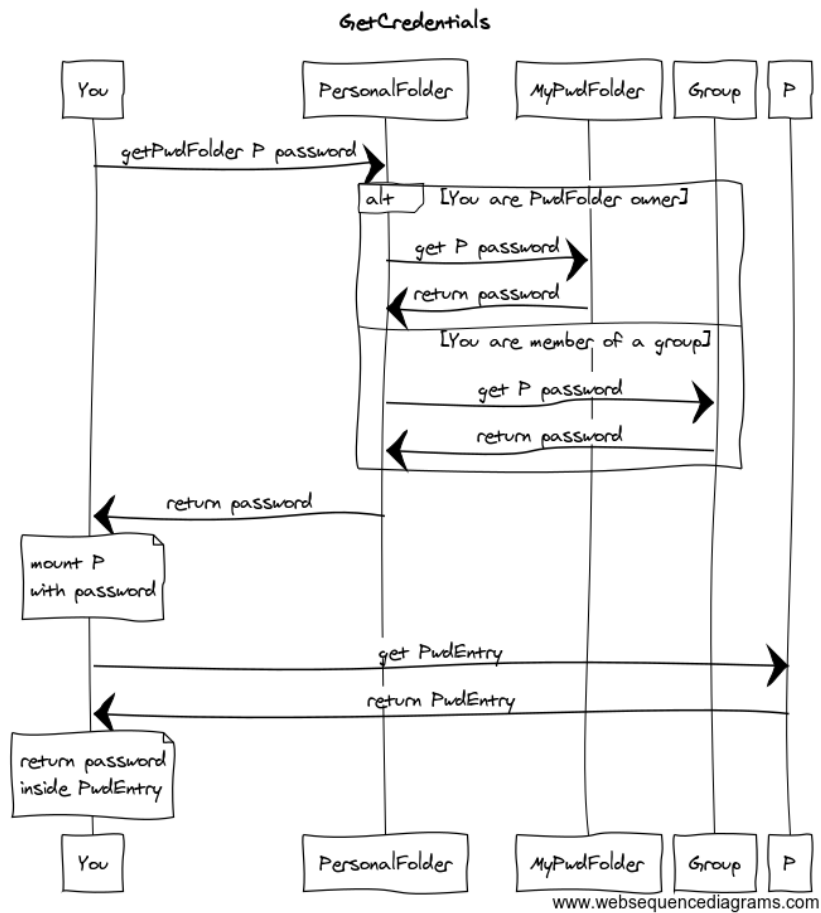 GetCredentials
You PersonalFolder MyPwdFolder Group P
getPwdFolder P password
alt [You are PwdFolder owner]
get P password
return password
[You are member of a group]
get P password
return password
return password
mount P
with password
get PwdEntry
return PwdEntry
return password
inside PwdEntry
You PersonalFolder MyPwdFolder Group P
www.websequencediagrams.com